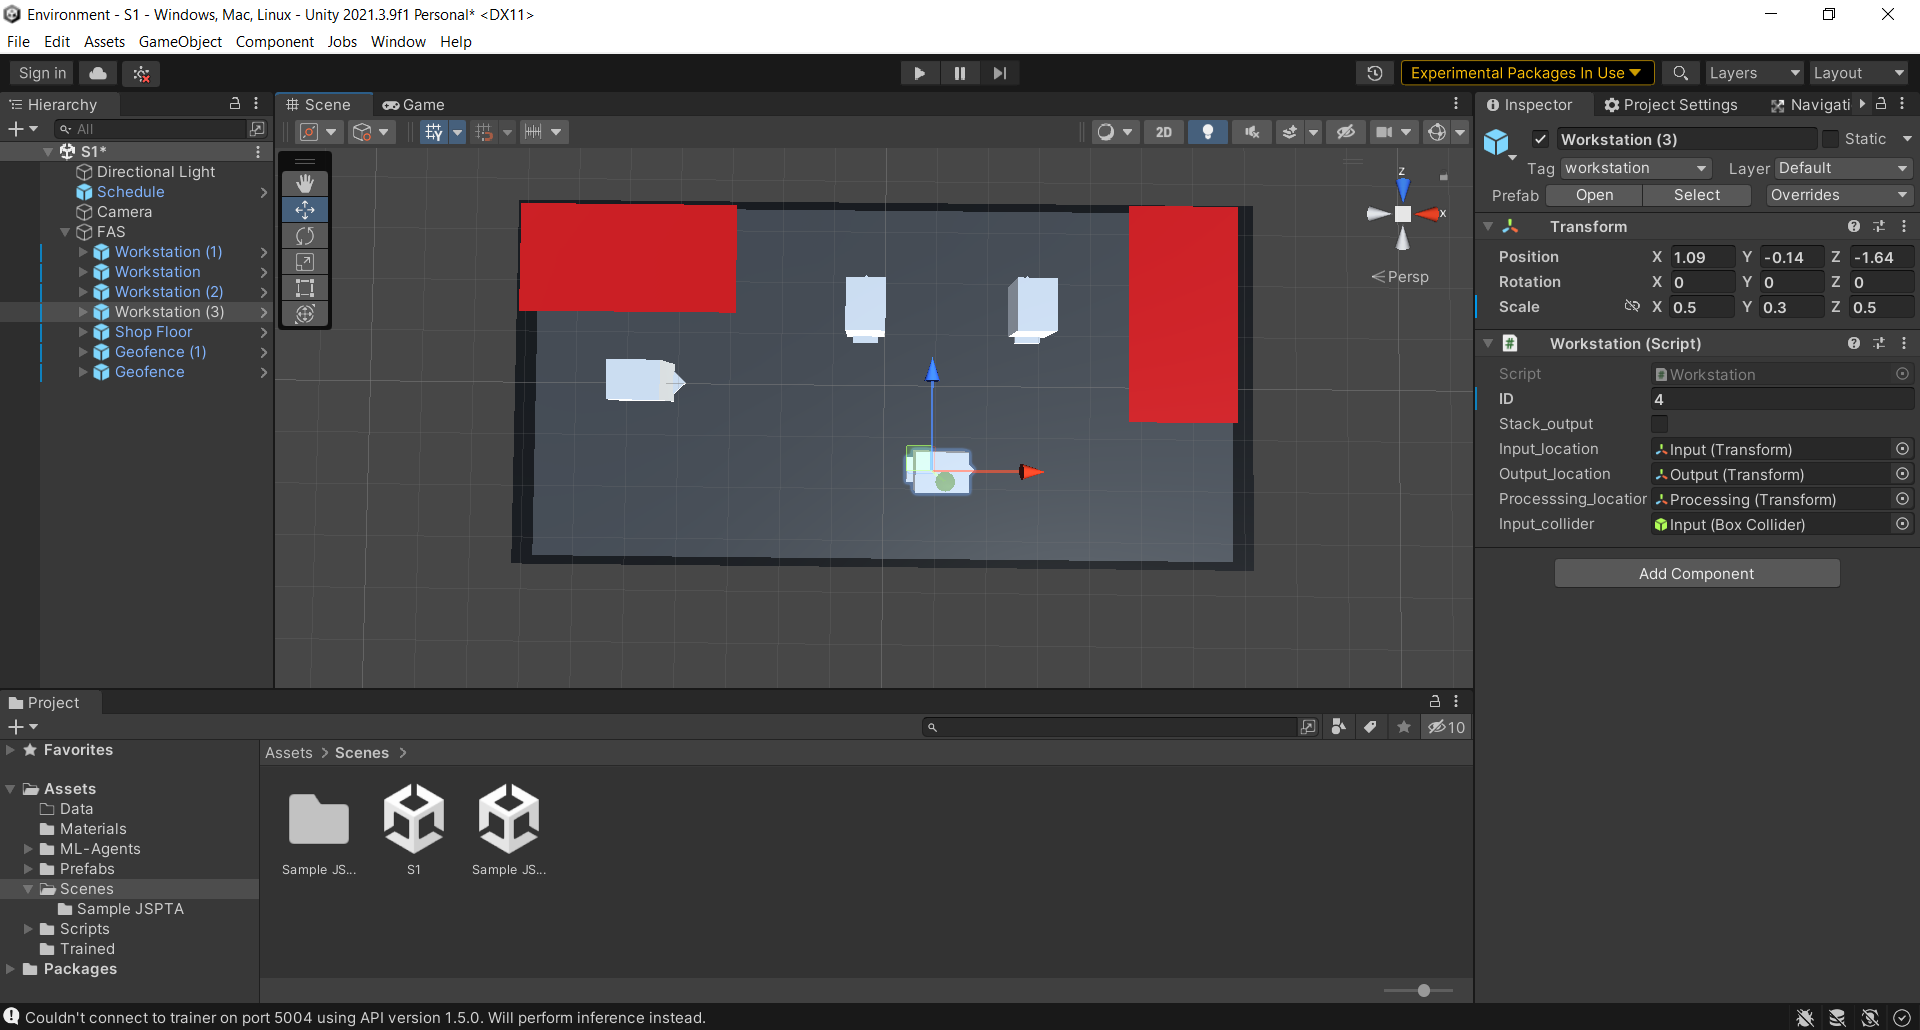 Environment - S1 - Windows, Mac, Linux - Unity 2021.3.9f1 Personal* <DX11>
File Edit Assets GameObject Component Jobs Window Help
Sign in
Experimental Packages In Use
Layers
Layout
Hierarchy
All
S1*
Directional Light
Schedule
Camera
FAS
Workstation (1)
Workstation
Workstation (2)
Workstation (3)
Shop Floor
Geofence (1)
Geofence
Scene
Game
2D
z
x
Persp
Inspector
Project Settings
Navigati
Workstation (3)
Static
Tag workstation
Layer Default
Prefab Open Select Overrides
Transform
Position X 1.09 Y -0.14 Z -1.64
Rotation X 0 Y 0 Z 0
Scale X 0.5 Y 0.3 Z 0.5
Workstation (Script)
Script Workstation
ID 4
Stack_output
Input_location Input (Transform)
Output_location Output (Transform)
Processsing_locatior Processing (Transform)
Input_collider Input (Box Collider)
Add Component
Project
10
Favorites
Assets
Data
Materials
ML-Agents
Prefabs
Scenes
Sample JSPTA
Scripts
Trained
Packages
Assets > Scenes >
Sample JS...
S1
Sample JS...
Couldn't connect to trainer on port 5004 using API version 1.5.0. Will perform inference instead.